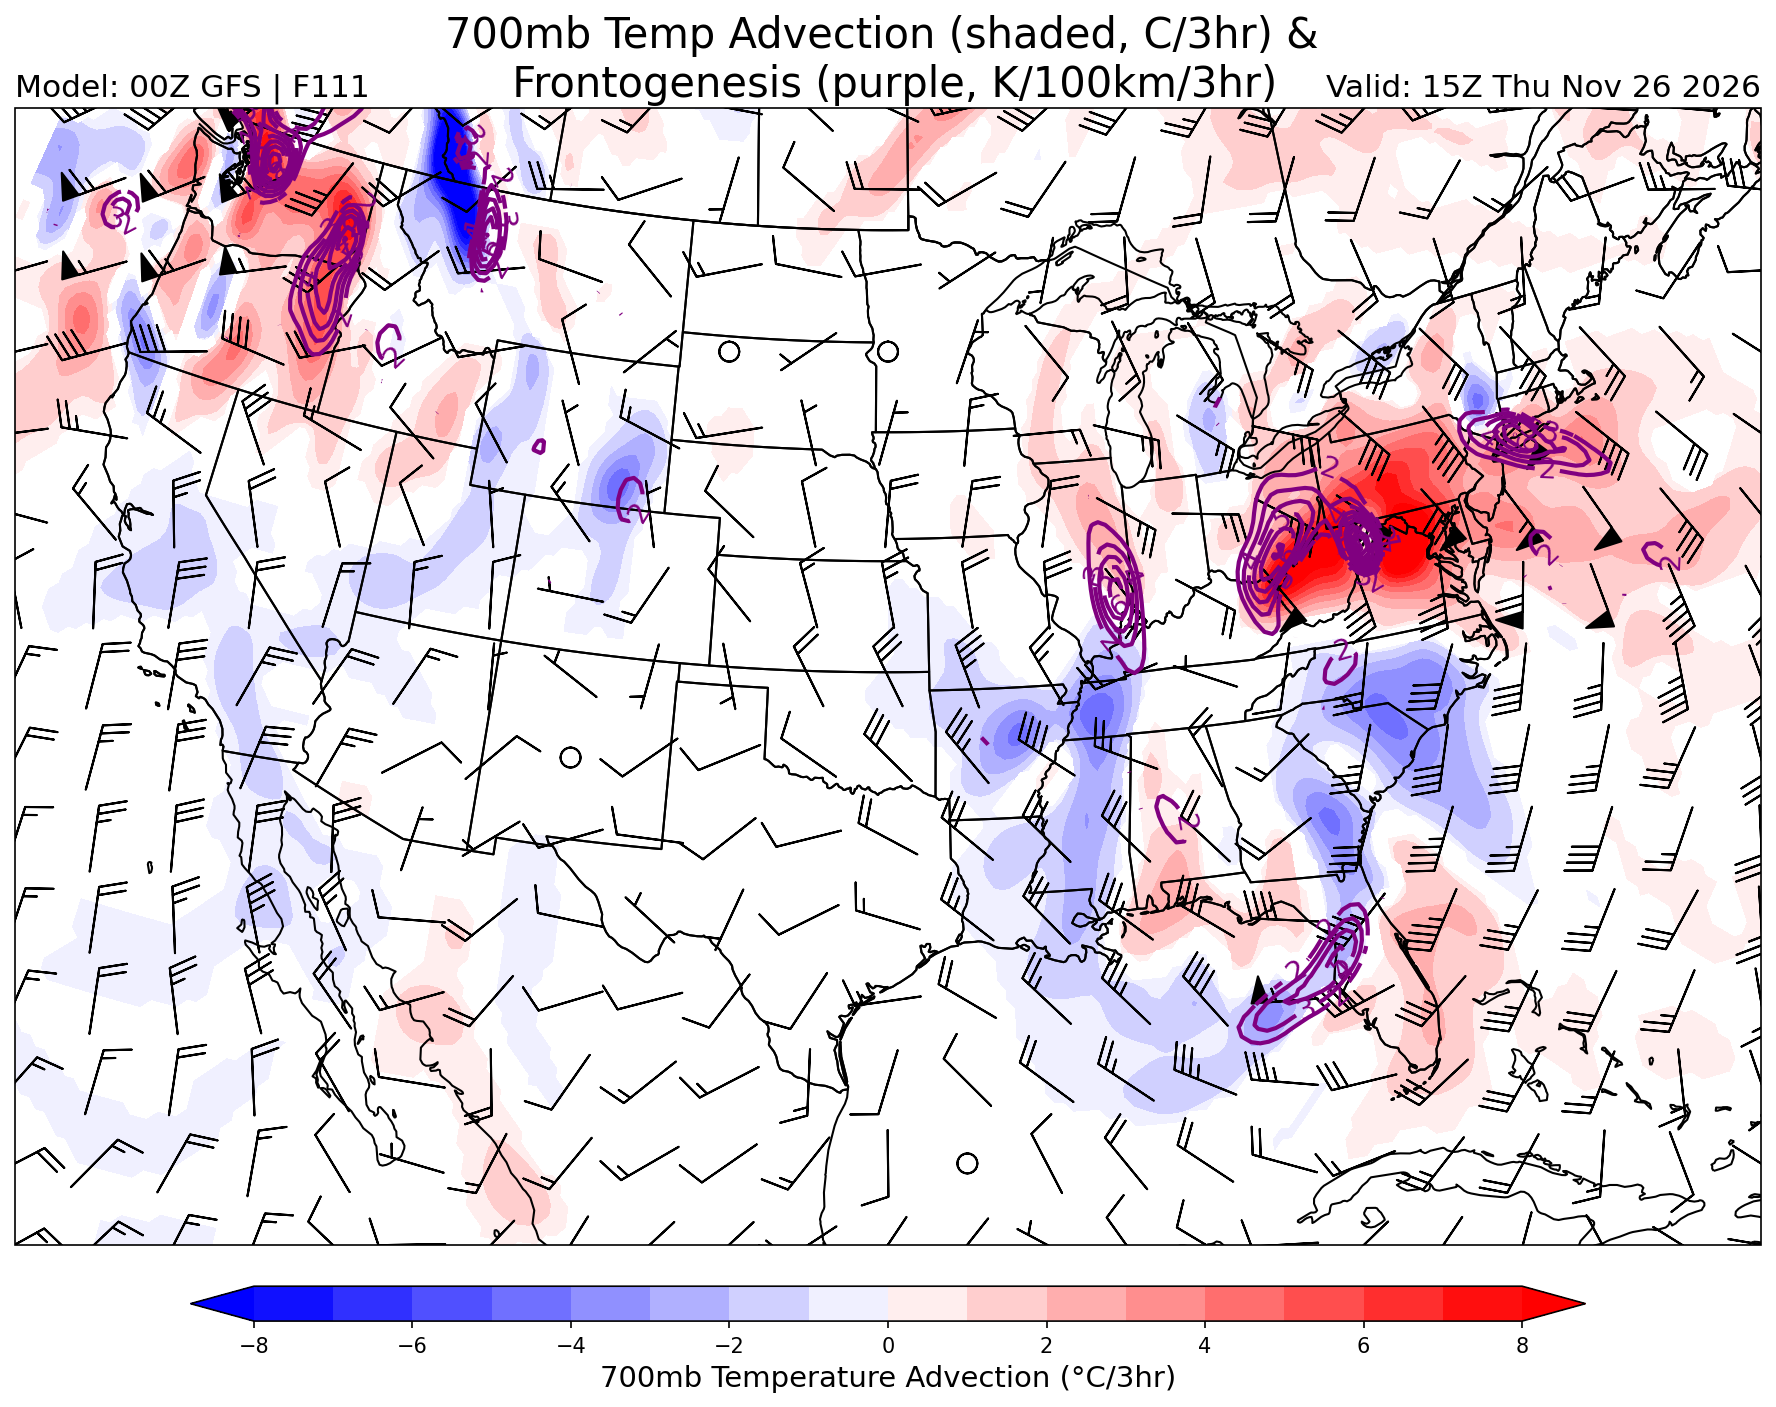 700mb Temp Advection (shaded, C/3hr) &
Model: 00Z GFS | F111
Frontogenesis (purple, K/100km/3hr)
Valid: 15Z Thu Nov 26 2026
−8 −6 −4 −2 0 2 4 6 8
700mb Temperature Advection (°C/3hr)